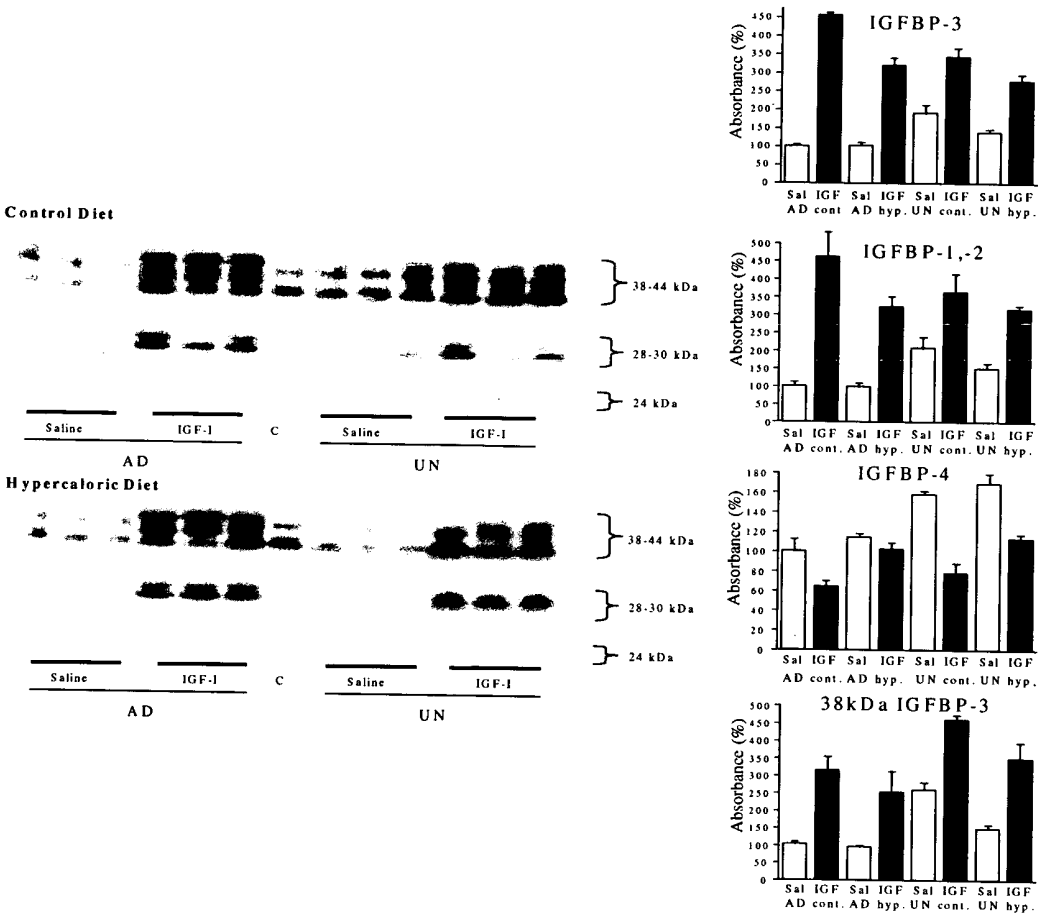 Control Diet
38-44 kDa
28-30 kDa
24 kDa
Saline IGF-I C Saline IGF-I
AD UN
Hypercaloric Diet
38-44 kDa
28-30 kDa
24 kDa
Saline IGF-I C Saline IGF-I
AD UN
IGFBP-3
Absorbance (%)
450
400
350
300
250
200
150
100
50
0
Sal IGF Sal IGF Sal IGF Sal IGF
AD cont. AD hyp. UN cont. UN hyp.
IGFBP-1,-2
Absorbance (%)
500
450
400
350
300
250
200
150
100
50
0
Sal IGF Sal IGF Sal IGF Sal IGF
AD cont. AD hyp. UN cont. UN hyp.
IGFBP-4
Absorbance (%)
180
160
140
120
100
80
60
40
20
0
Sal IGF Sal IGF Sal IGF Sal IGF
AD cont. AD hyp. UN cont. UN hyp.
38kDa IGFBP-3
Absorbance (%)
500
450
400
350
300
250
200
150
100
50
0
Sal IGF Sal IGF Sal IGF Sal IGF
AD cont. AD hyp. UN cont. UN hyp.